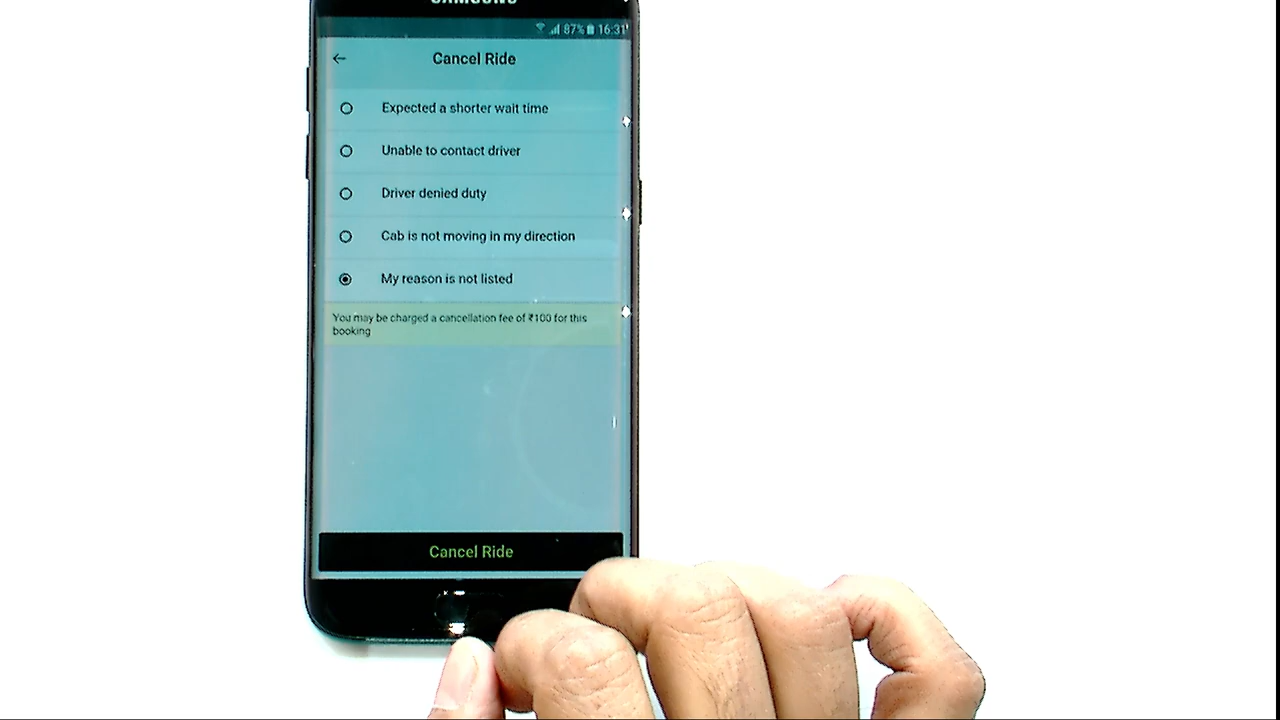 SAMSUNG
87% 16:31
Cancel Ride
Expected a shorter wait time
Unable to contact driver
Driver denied duty
Cab is not moving in my direction
My reason is not listed
You may be charged a cancellation fee of ₹100 for this
booking
Cancel Ride